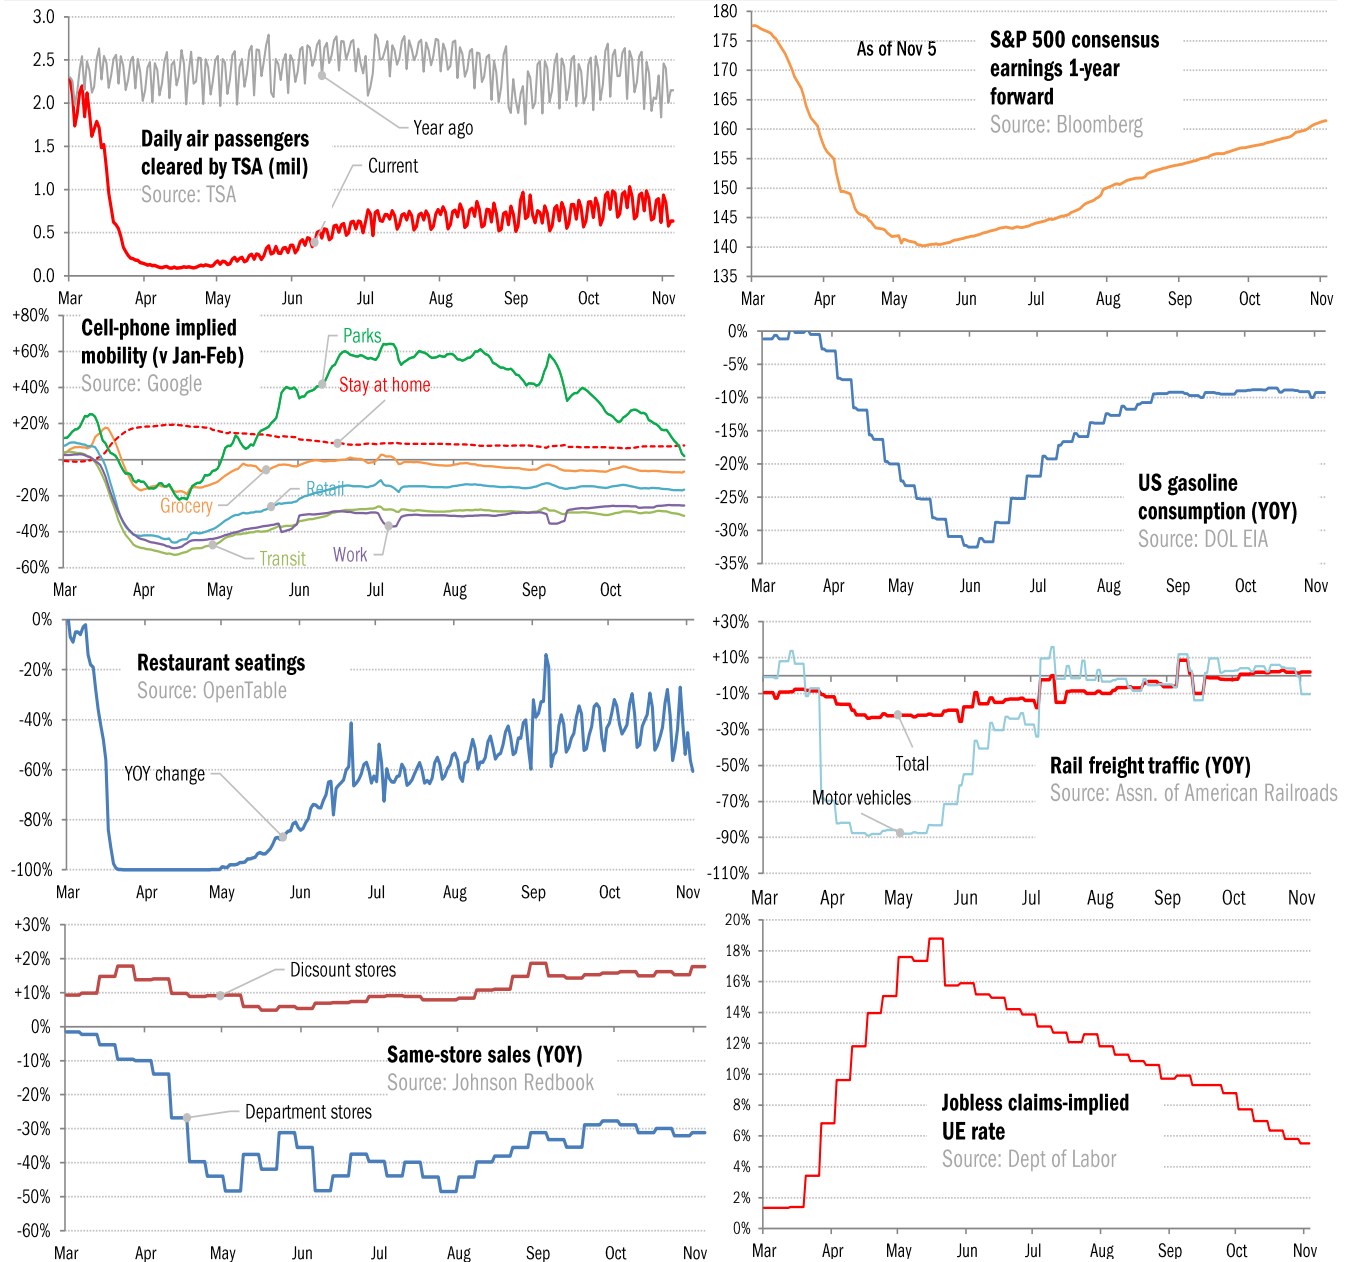 3.0
2.5
2.0
1.5
1.0
0.5
0.0
Daily air passengers
cleared by TSA (mil)
Source: TSA
Year ago
Current
Mar Apr May Jun Jul Aug Sep Oct Nov
180
175
170
165
160
155
150
145
140
135
As of Nov 5
S&P 500 consensus
earnings 1-year
forward
Source: Bloomberg
Mar Apr May Jun Jul Aug Sep Oct Nov
+80%
+60%
+40%
+20%
-20%
-40%
-60%
Cell-phone implied
mobility (v Jan-Feb)
Source: Google
Parks
Stay at home
Grocery
Retail
Transit
Work
Mar Apr May Jun Jul Aug Sep Oct
0%
-5%
-10%
-15%
-20%
-25%
-30%
-35%
US gasoline
consumption (YOY)
Source: DOL EIA
Mar Apr May Jun Jul Aug Sep Oct Nov
0%
-20%
-40%
-60%
-80%
-100%
Restaurant seatings
Source: OpenTable
YOY change
Mar Apr May Jun Jul Aug Sep Oct Nov
+30%
+10%
-10%
-30%
-50%
-70%
-90%
-110%
Total
Motor vehicles
Rail freight traffic (YOY)
Source: Assn. of American Railroads
Mar Apr May Jun Jul Aug Sep Oct Nov
+30%
+20%
+10%
0%
-10%
-20%
-30%
-40%
-50%
-60%
Dicsount stores
Same-store sales (YOY)
Source: Johnson Redbook
Department stores
Mar Apr May Jun Jul Aug Sep Oct Nov
20%
18%
16%
14%
12%
10%
8%
6%
4%
2%
0%
Jobless claims-implied
UE rate
Source: Dept of Labor
Mar Apr May Jun Jul Aug Sep Oct Nov